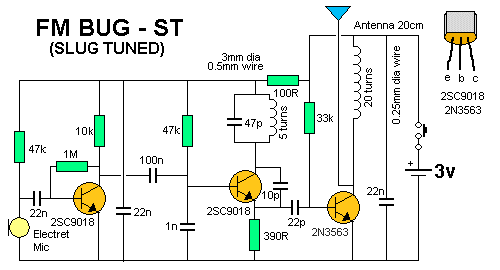 FM BUG - ST
(SLUG TUNED)
Antenna 20cm
3mm dia
0.5mm wire
100R
e b c
2SC9018
2N3563
47k
10k
1M
100n
47k
47p
5 turns
33k
20 turns
0.25mm dia wire
+
3v
22n
2SC9018
22n
1n
2SC9018
10p
22p
390R
2N3563
22n
Electret
Mic